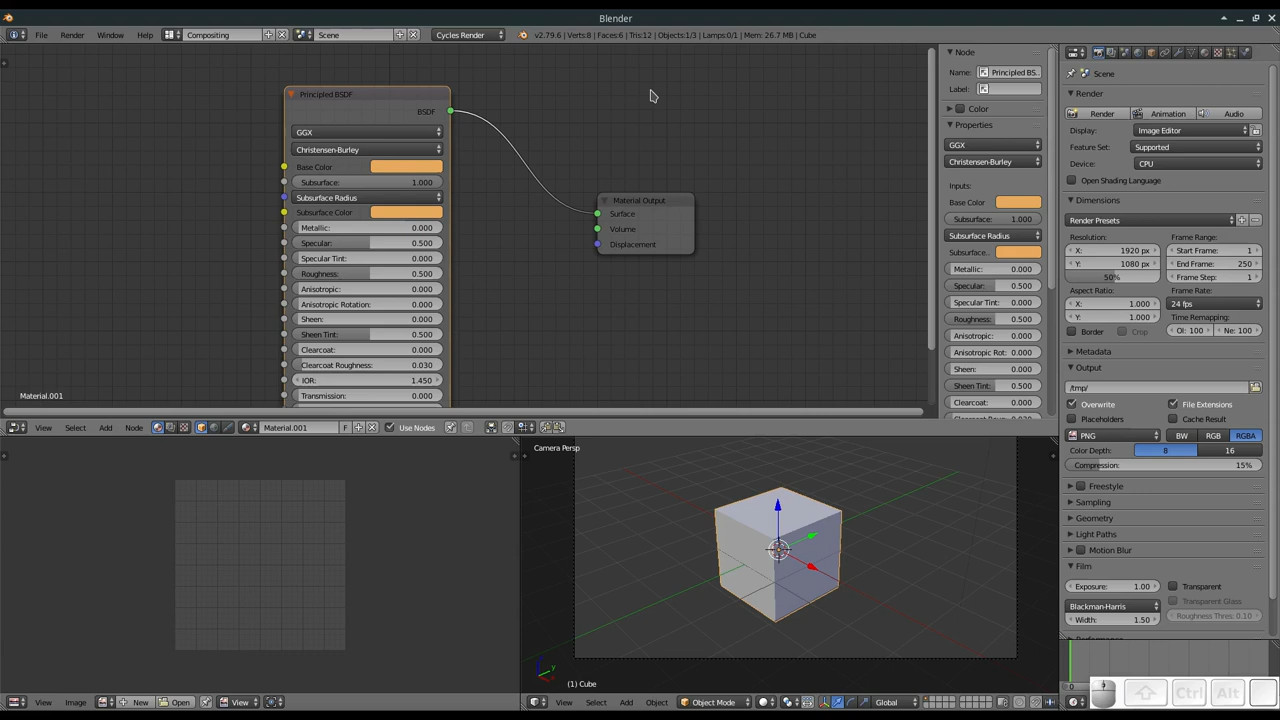 Blender
File Render Window Help Compositing Scene Cycles Render v2.79.6 | Verts:8 | Faces:6 | Tris:12 | Objects:1/3 | Lamps:0/1 | Mem: 26.7 MB | Cube
Principled BSDF
BSDF
GGX
Christensen-Burley
Base Color
Subsurface: 1.000
Subsurface Radius
Subsurface Color
Metallic: 0.000
Specular: 0.500
Specular Tint: 0.000
Roughness: 0.500
Anisotropic: 0.000
Anisotropic Rotation: 0.000
Sheen: 0.000
Sheen Tint: 0.500
Clearcoat: 0.000
Clearcoat Roughness: 0.030
IOR: 1.450
Transmission: 0.000
Material.001
Material Output
Surface
Volume
Displacement
Node
Name: Principled BS..
Label:
Color
Properties
GGX
Christensen-Burley
Inputs:
Base Color
Subsurface: 1.000
Subsurface Radius
Subsurface..
Metallic: 0.000
Specular: 0.500
Specular Tint: 0.000
Roughness: 0.500
Anisotropic: 0.000
Anisotropic Rot: 0.000
Sheen: 0.000
Sheen Tint: 0.500
Clearcoat: 0.000
View Select Add Node Material.001 F Use Nodes
Camera Persp
(1) Cube
View Image New Open View
View Select Add Object Object Mode Global
Scene
Render
Render Animation Audio
Display: Image Editor
Feature Set: Supported
Device: CPU
Open Shading Language
Dimensions
Render Presets
Resolution: Frame Range:
X: 1920 px Start Frame: 1
Y: 1080 px End Frame: 250
50% Frame Step: 1
Aspect Ratio: Frame Rate:
X: 1.000 24 fps
Y: 1.000 Time Remapping:
Border Crop Ol: 100 Ne: 100
Metadata
Output
/tmp/
Overwrite File Extensions
Placeholders Cache Result
PNG BW RGB RGBA
Color Depth: 8 16
Compression: 15%
Freestyle
Sampling
Geometry
Light Paths
Motion Blur
Film
Exposure: 1.00 Transparent
Transparent Glass
Blackman-Harris Roughness Thres: 0.10
Width: 1.50
Ctrl Alt